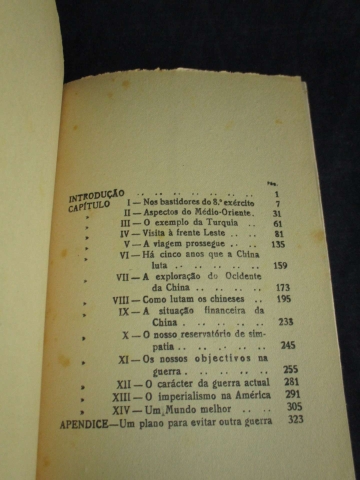 Pág.
INTRODUÇÃO .. .. .. .. .. .. .. 1
CAPÍTULO I — Nos bastidores do 8.º exército 7
» II — Aspectos do Médio-Oriente. 31
» III — O exemplo da Turquia .. 61
» IV — Visita à frente Leste .. .. 81
» V — A viagem prossegue .. .. 135
» VI — Há cinco anos que a China
luta .. .. .. .. .. .. 159
» VII — A exploração do Ocidente
da China .. .. .. .. 173
» VIII — Como lutam os chineses .. 195
» IX — A situação financeira da
China .. .. .. .. .. 233
» X — O nosso reservatório de sim-
patia .. .. .. .. .. 245
» XI — Os nossos objectivos na
guerra .. .. .. .. .. 255
» XII — O carácter da guerra actual 281
» XIII — O imperialismo na América 291
» XIV — Um Mundo melhor .. .. 305
APENDICE — Um plano para evitar outra guerra 323